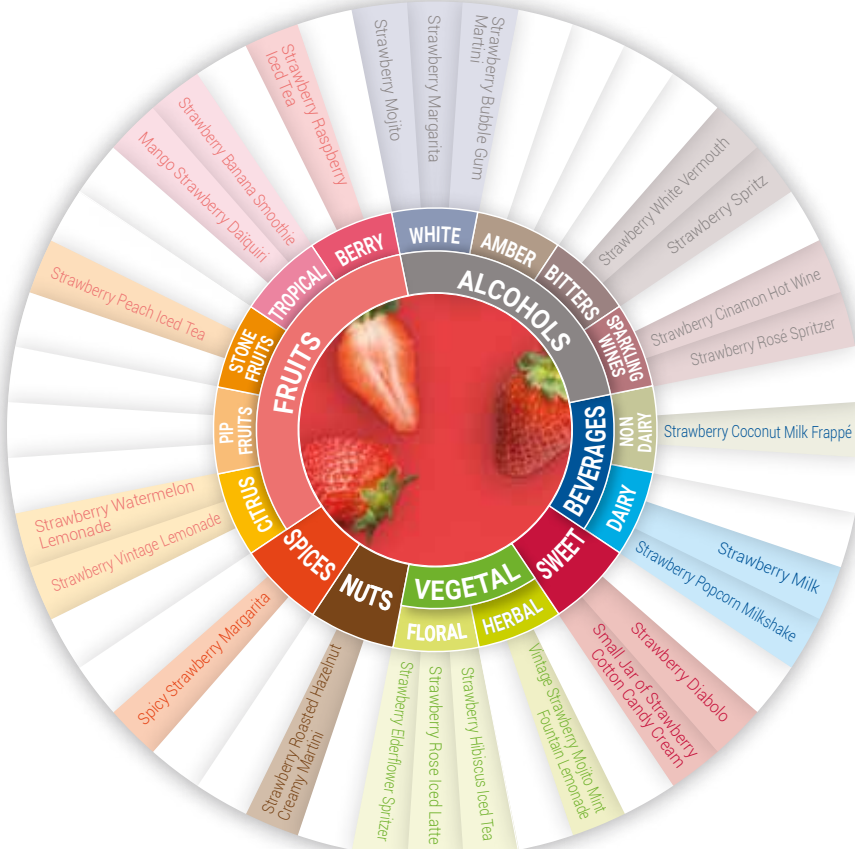 ALCOHOLS
WHITE
Strawberry Mojito
Strawberry Margarita
Strawberry Bubble Gum
Martini
AMBER
BITTERS
Strawberry White Vermouth
Strawberry Spritz
SPARKLING
WINES
Strawberry Cinamon Hot Wine
Strawberry Rosé Spritzer
BEVERAGES
NON
DAIRY
Strawberry Coconut Milk Frappé
DAIRY
Strawberry Milk
Strawberry Popcorn Milkshake
SWEET
Strawberry Diabolo
Small Jar of Strawberry
Cotton Candy Cream
VEGETAL
HERBAL
Vintage Strawberry Mojito Mint
Fountain Lemonade
FLORAL
Strawberry Hibiscus Iced Tea
Strawberry Rose Iced Latte
Strawberry Elderflower Spritzer
NUTS
Strawberry Roasted Hazelnut
Creamy Martini
SPICES
Spicy Strawberry Margarita
FRUITS
CITRUS
Strawberry Vintage Lemonade
Strawberry Watermelon
Lemonade
PIP
FRUITS
STONE
FRUITS
Strawberry Peach Iced Tea
TROPICAL
Mango Strawberry Daïquiri
Strawberry Banana Smoothie
BERRY
Strawberry Raspberry
Iced Tea